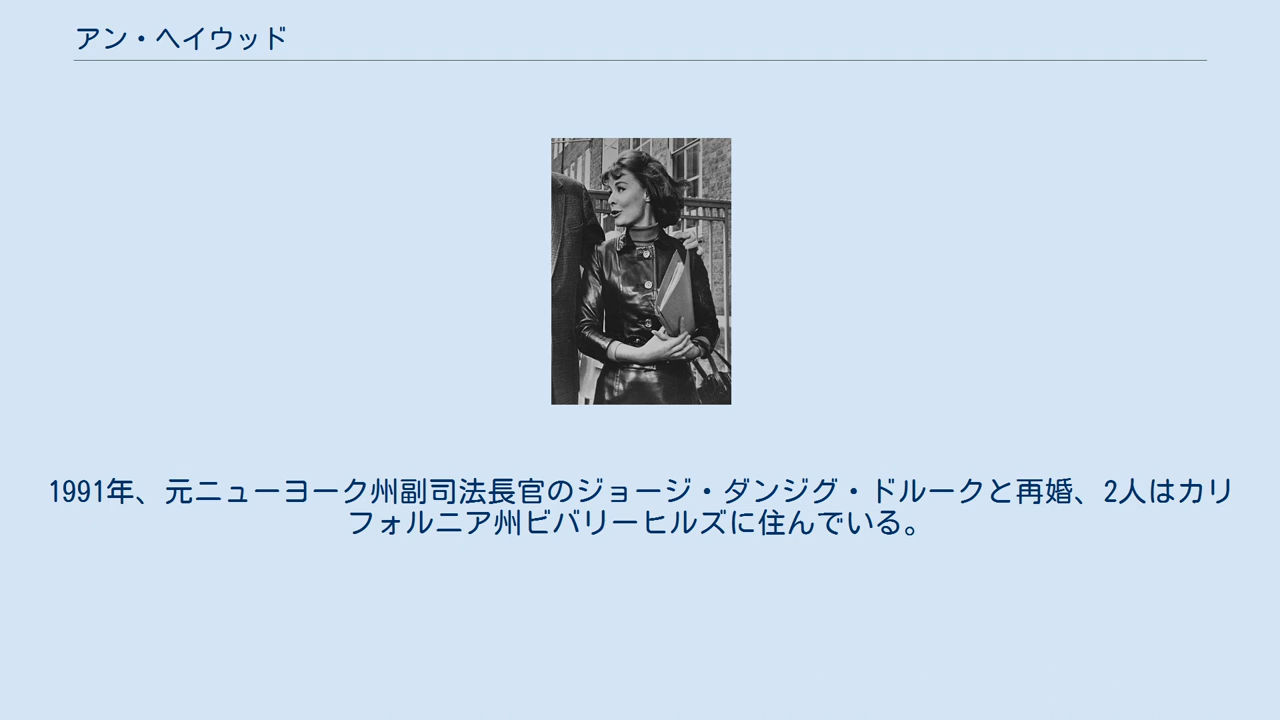 アン・ヘイウッド
1991年、元ニューヨーク州副司法長官のジョージ・ダンジグ・ドルークと再婚、2人はカリ
フォルニア州ビバリーヒルズに住んでいる。